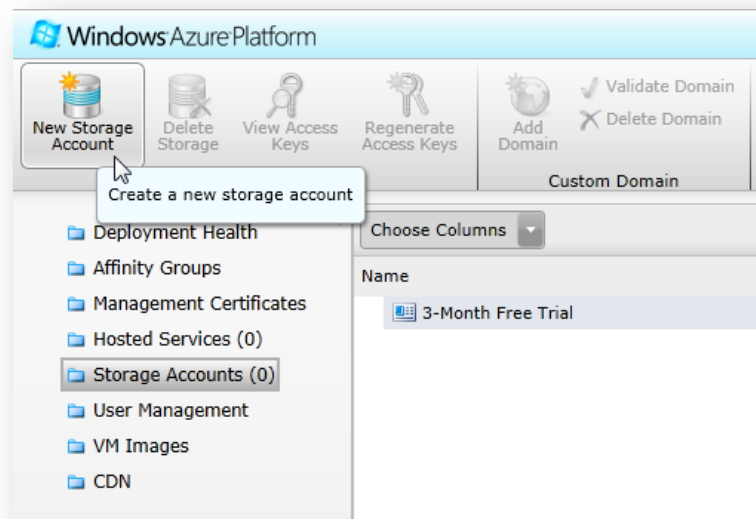 Windows Azure Platform
New Storage
Account
Delete
Storage
View Access
Keys
Regenerate
Access Keys
Add
Domain
Validate Domain
Delete Domain
Custom Domain
Create a new storage account
Deployment Health
Affinity Groups
Management Certificates
Hosted Services (0)
Storage Accounts (0)
User Management
VM Images
CDN
Choose Columns
Name
3-Month Free Trial